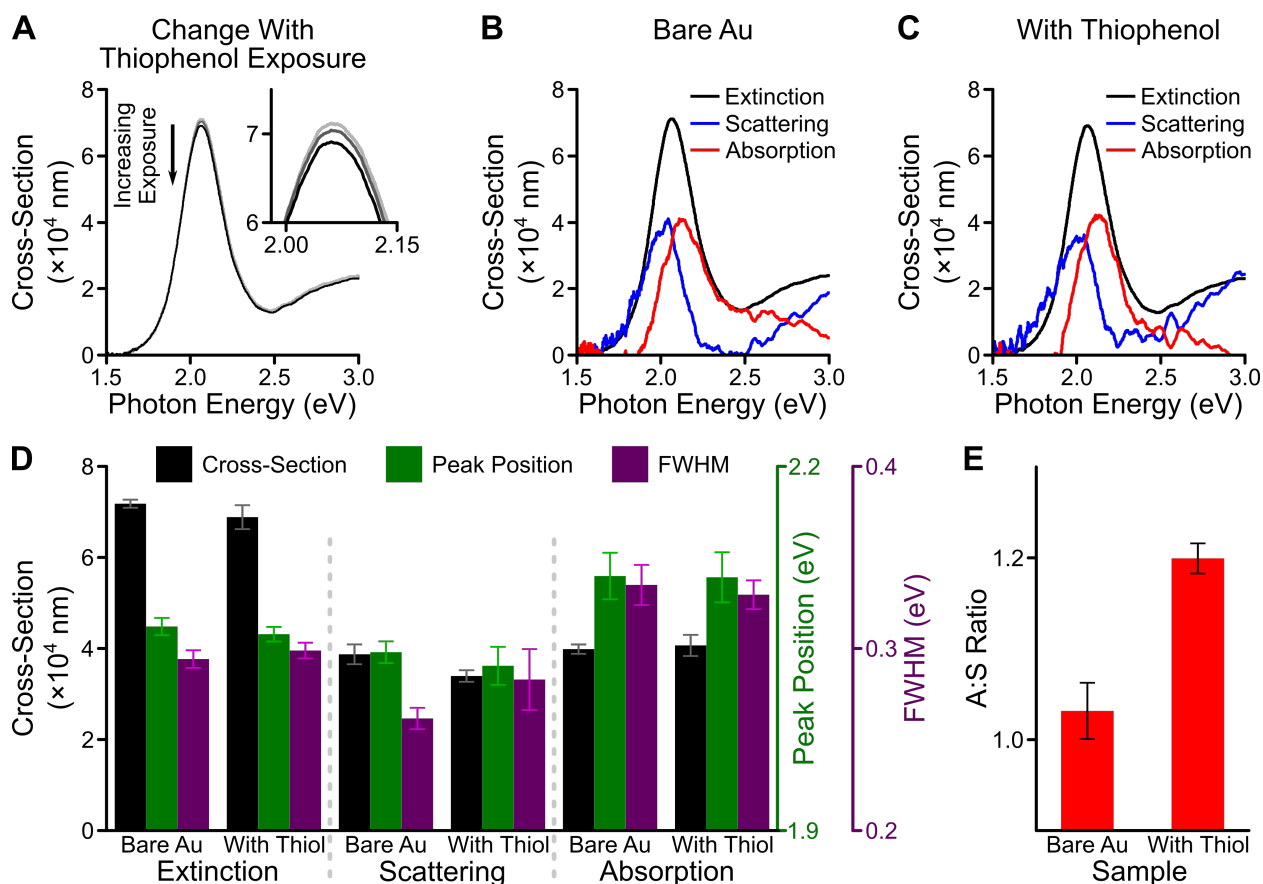 A
Change With
Thiophenol Exposure
Cross-Section
(×10⁴ nm)
8
6
4
2
0
1.5
2.0
2.5
3.0
Photon Energy (eV)
Increasing
Exposure
7
6
2.00
2.15
B
Bare Au
Extinction
Scattering
Absorption
Cross-Section
(×10⁴ nm)
8
6
4
2
0
1.5
2.0
2.5
3.0
Photon Energy (eV)
C
With Thiophenol
Extinction
Scattering
Absorption
Cross-Section
(×10⁴ nm)
8
6
4
2
0
1.5
2.0
2.5
3.0
Photon Energy (eV)
D
Cross-Section
Peak Position
FWHM
Cross-Section
(×10⁴ nm)
8
6
4
2
0
Bare Au
With Thiol
Bare Au
With Thiol
Bare Au
With Thiol
Extinction
Scattering
Absorption
2.2
Peak Position (eV)
1.9
0.4
0.3
0.2
FWHM (eV)
E
A:S Ratio
1.2
1.0
Bare Au
With Thiol
Sample